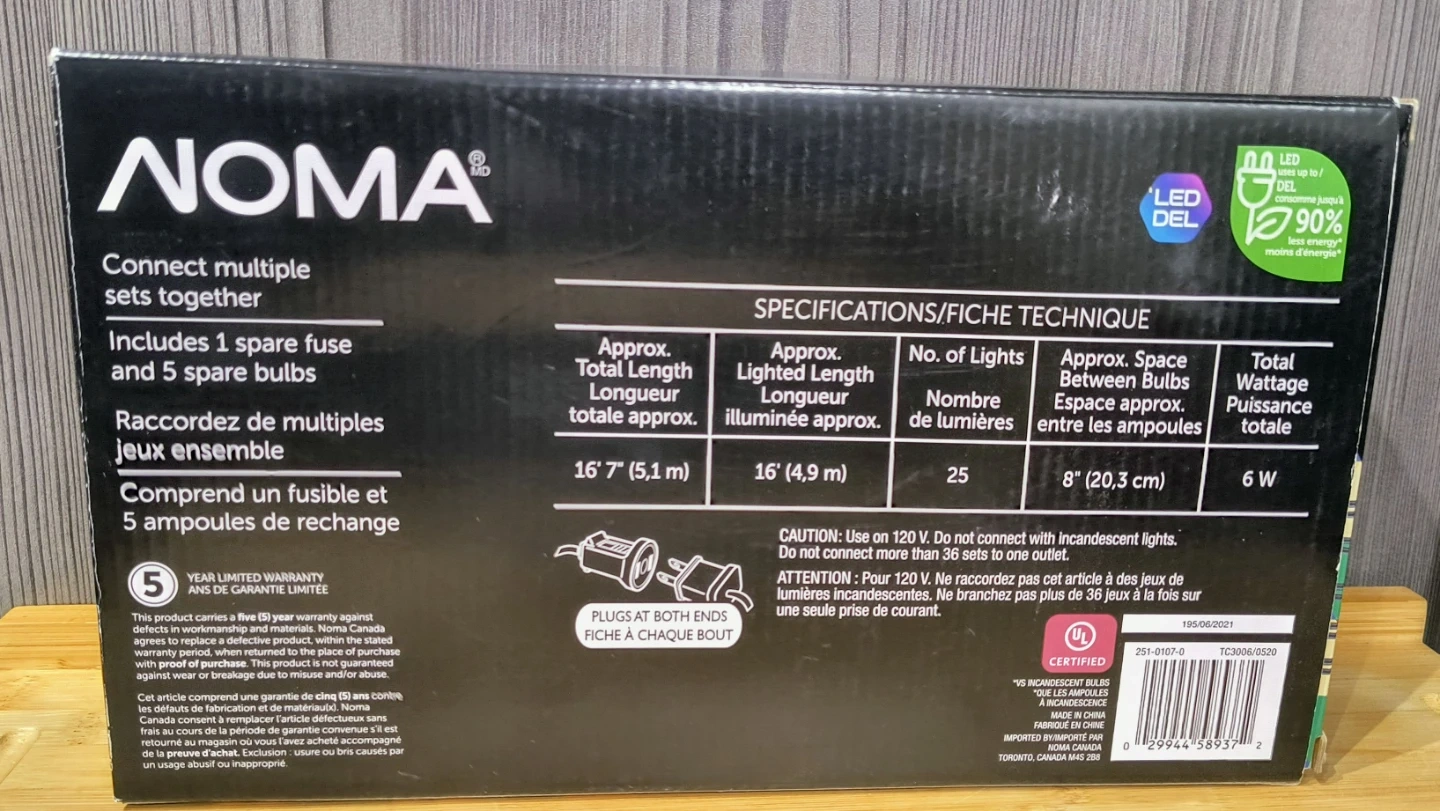 NOMA®
MD
Connect multiple
sets together
Includes 1 spare fuse
and 5 spare bulbs
Raccordez de multiples
jeux ensemble
Comprend un fusible et
5 ampoules de rechange
5
YEAR LIMITED WARRANTY
ANS DE GARANTIE LIMITÉE
This product carries a five (5) year warranty against
defects in workmanship and materials. Noma Canada
agrees to replace a defective product, within the stated
warranty period, when returned to the place of purchase
with proof of purchase. This product is not guaranteed
against wear or breakage due to misuse and/or abuse.
Cet article comprend une garantie de cinq (5) ans contre
les défauts de fabrication et de matériau(x). Noma
Canada consent à remplacer l'article défectueux sans
frais au cours de la période de garantie convenue s'il est
retourné au magasin où vous l'avez acheté accompagné
de la preuve d'achat. Exclusion : usure ou bris causés par
un usage abusif ou inapproprié.
LED
DEL
LED
uses up to /
DEL
consomme jusqu'à
90%
less energy*
moins d'énergie*
SPECIFICATIONS/FICHE TECHNIQUE
Approx.
Total Length
Longueur
totale approx.
Approx.
Lighted Length
Longueur
illuminée approx.
No. of Lights
Nombre
de lumières
Approx. Space
Between Bulbs
Espace approx.
entre les ampoules
Total
Wattage
Puissance
totale
16' 7" (5,1 m)
16' (4,9 m)
25
8" (20,3 cm)
6 W
PLUGS AT BOTH ENDS
FICHE À CHAQUE BOUT
CAUTION: Use on 120 V. Do not connect with incandescent lights.
Do not connect more than 36 sets to one outlet.
ATTENTION : Pour 120 V. Ne raccordez pas cet article à des jeux de
lumières incandescentes. Ne branchez pas plus de 36 jeux à la fois sur
une seule prise de courant.
UL
CERTIFIED
*VS INCANDESCENT BULBS
*QUE LES AMPOULES
À INCANDESCENCE
MADE IN CHINA
FABRIQUÉ EN CHINE
IMPORTED BY/IMPORTÉ PAR
NOMA CANADA
TORONTO, CANADA M4S 2B8
195/06/2021
251-0107-0 TC3006/0520
0 29944 58937 2